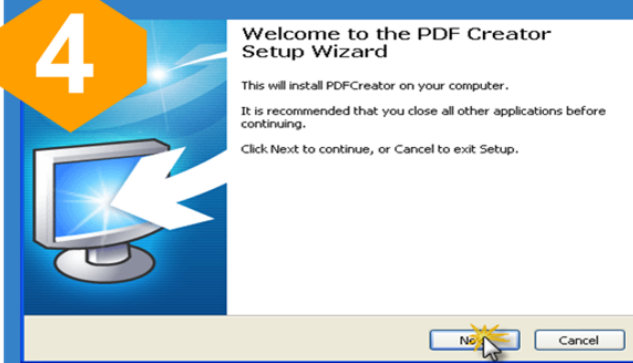 4
Welcome to the PDF Creator
Setup Wizard
This will install PDFCreator on your computer.
It is recommended that you close all other applications before
continuing.
Click Next to continue, or Cancel to exit Setup.
Cancel